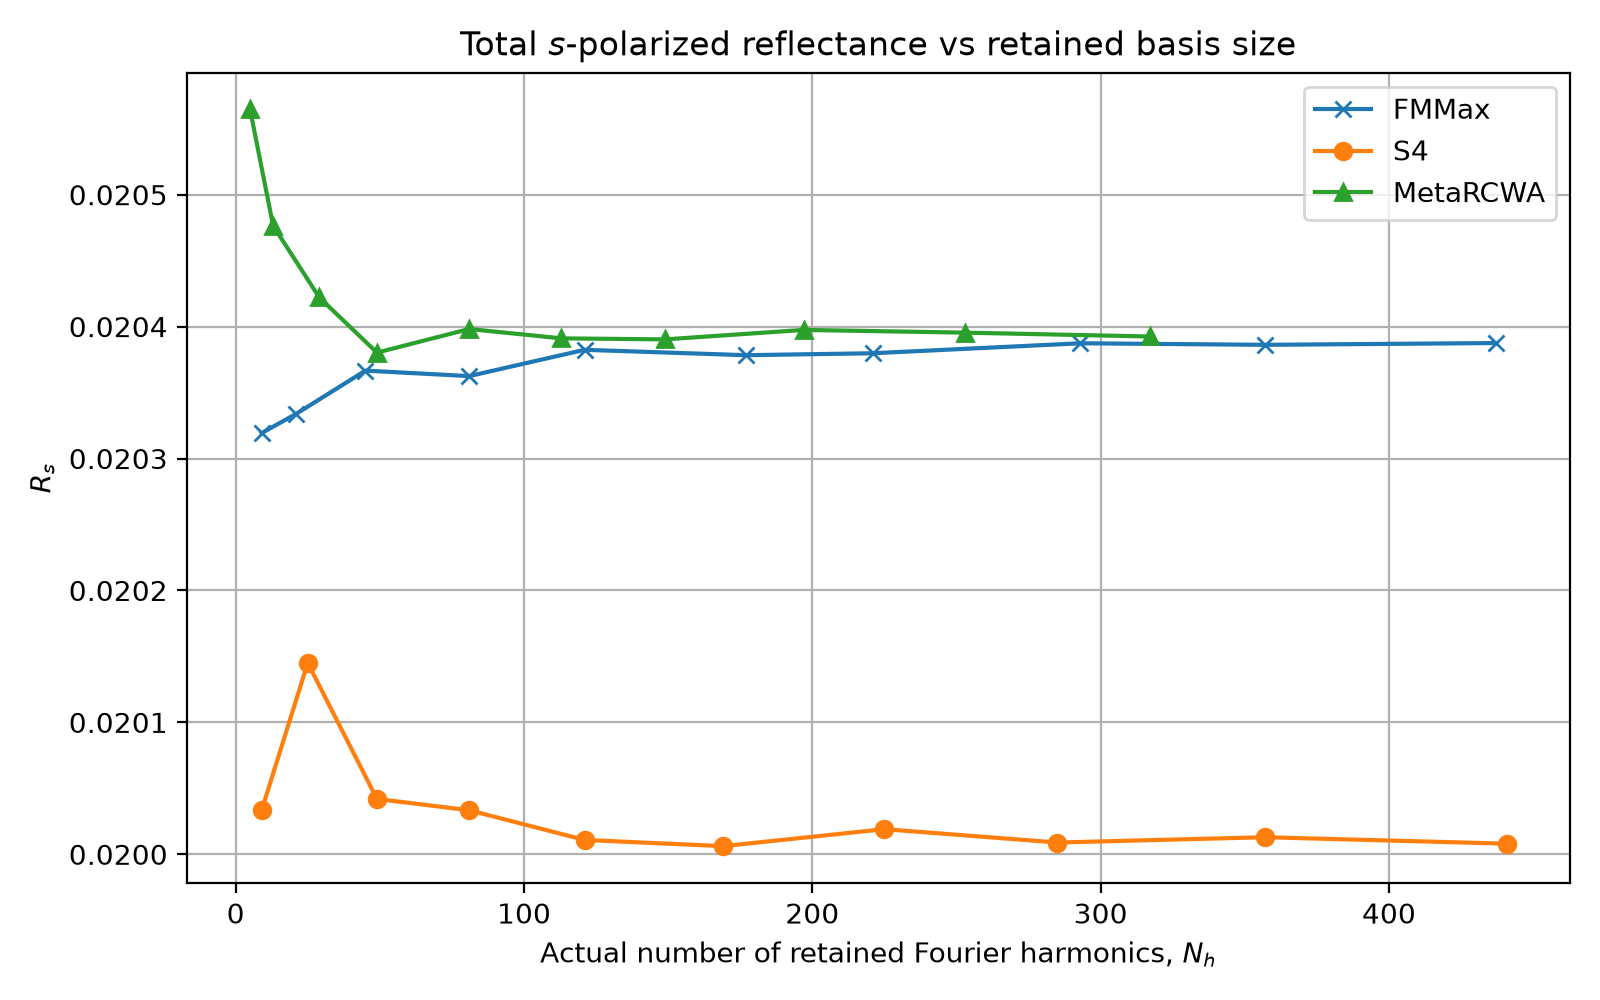 Total s-polarized reflectance vs retained basis size
FMMax
S4
MetaRCWA
0.0205
0.0204
0.0203
0.0202
0.0201
0.0200
R_s
0 100 200 300 400
Actual number of retained Fourier harmonics, N_h